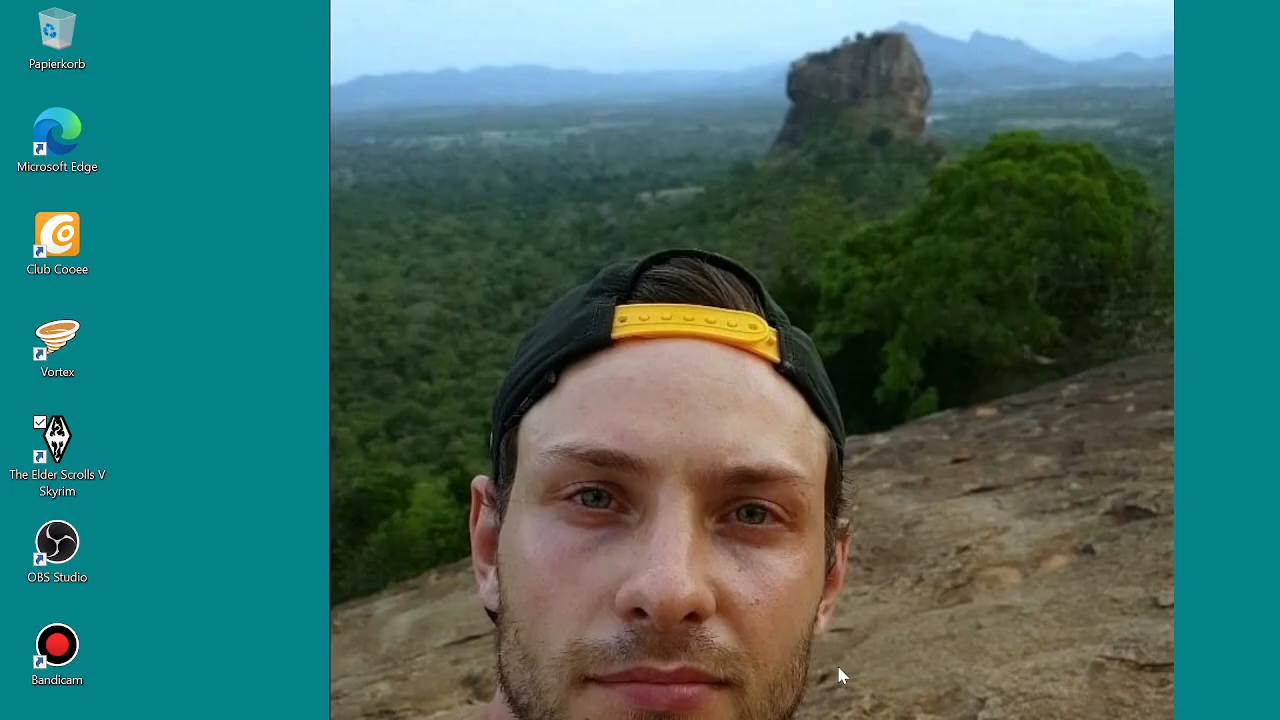 Papierkorb
Microsoft Edge
Club Cooee
Vortex
The Elder Scrolls V
Skyrim
OBS Studio
Bandicam